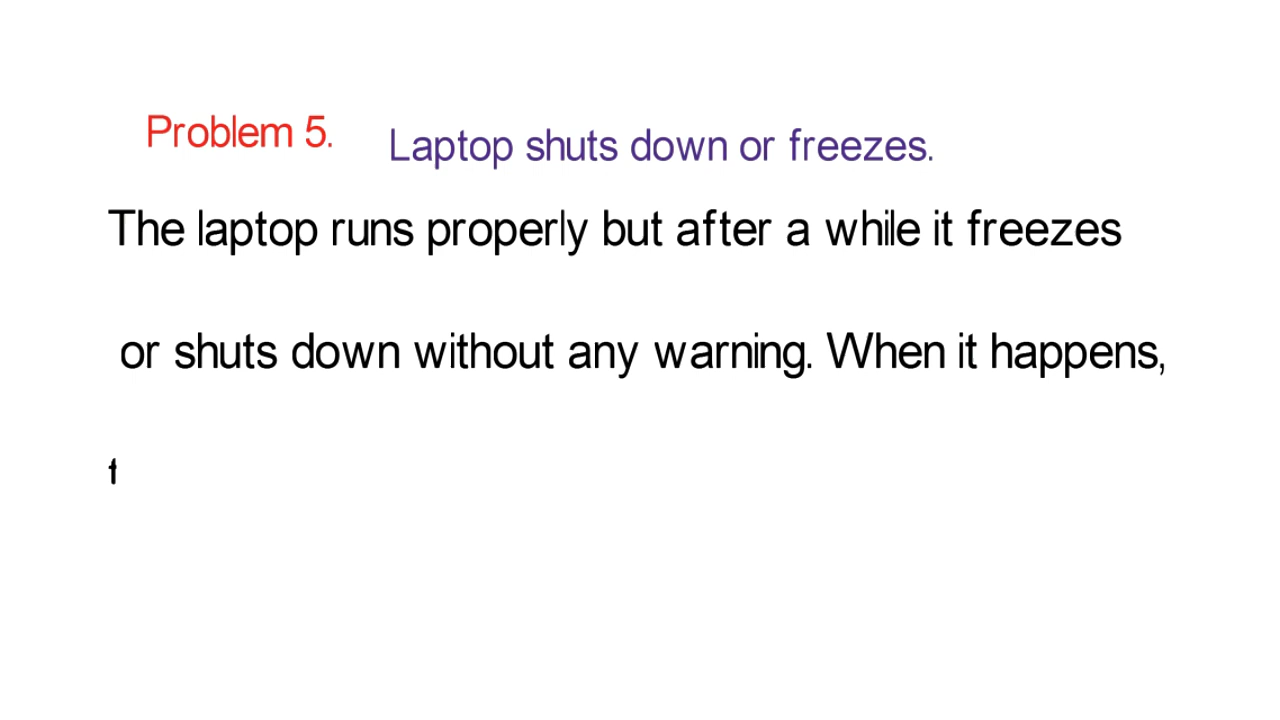 Problem 5.
Laptop shuts down or freezes.
The laptop runs properly but after a while it freezes
or shuts down without any warning. When it happens,
t